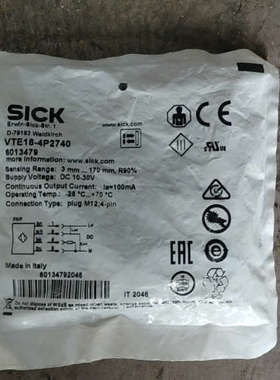 SICK
Erwin-Sick-Str. 1
D-79183 Waldkirch
www.sick.com
VTE18-4P2740
6013479
more information: www.sick.com
Sensing Range: 3 mm ... 170 mm, R90%
Supply Voltage: DC 10-30V
Continuous Output Current: Ia=100mA
Operating Temp.: -25 °C...+70 °C
Connection type: plug M12,4-pin
PNP
Made in Italy
60134792046
IT 2046
EAC